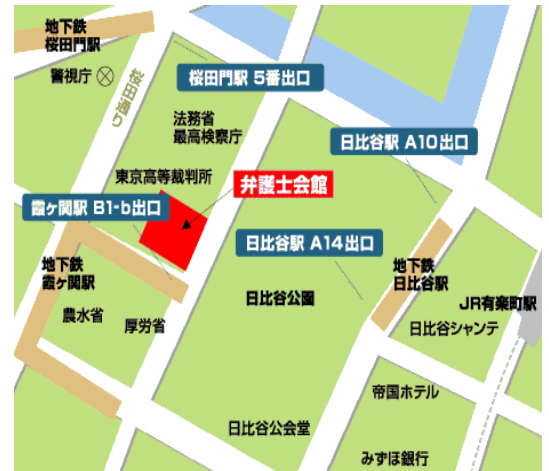 地下鉄
桜田門駅
警視庁
桜田通り
桜田門駅 5番出口
法務省
最高検察庁
日比谷駅 A10出口
東京高等裁判所
弁護士会館
霞ヶ関駅 B1-b出口
日比谷駅 A14出口
地下鉄
霞ヶ関駅
地下鉄
日比谷駅
日比谷公園
JR有楽町駅
農水省
厚労省
日比谷シャンテ
帝国ホテル
日比谷公会堂
みずほ銀行